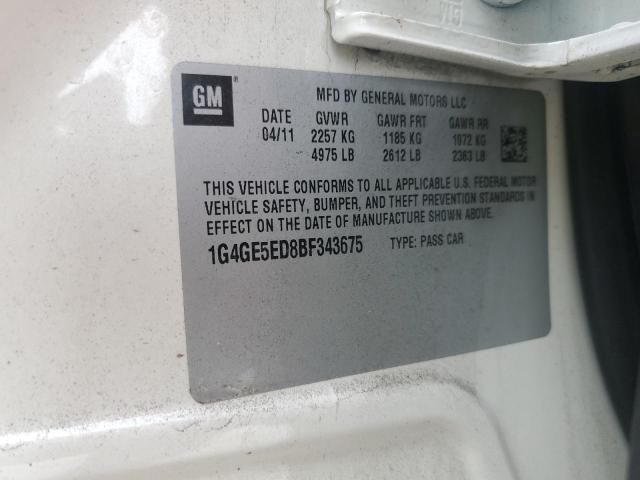 GM
MFD BY GENERAL MOTORS LLC
DATE GVWR GAWR FRT GAWR RR
04/11 2257 KG 1185 KG 1072 KG
4975 LB 2612 LB 2363 LB
THIS VEHICLE CONFORMS TO ALL APPLICABLE U.S. FEDERAL MOTOR
VEHICLE SAFETY, BUMPER, AND THEFT PREVENTION STANDARDS IN
EFFECT ON THE DATE OF MANUFACTURE SHOWN ABOVE.
1G4GE5ED8BF343675 TYPE: PASS CAR